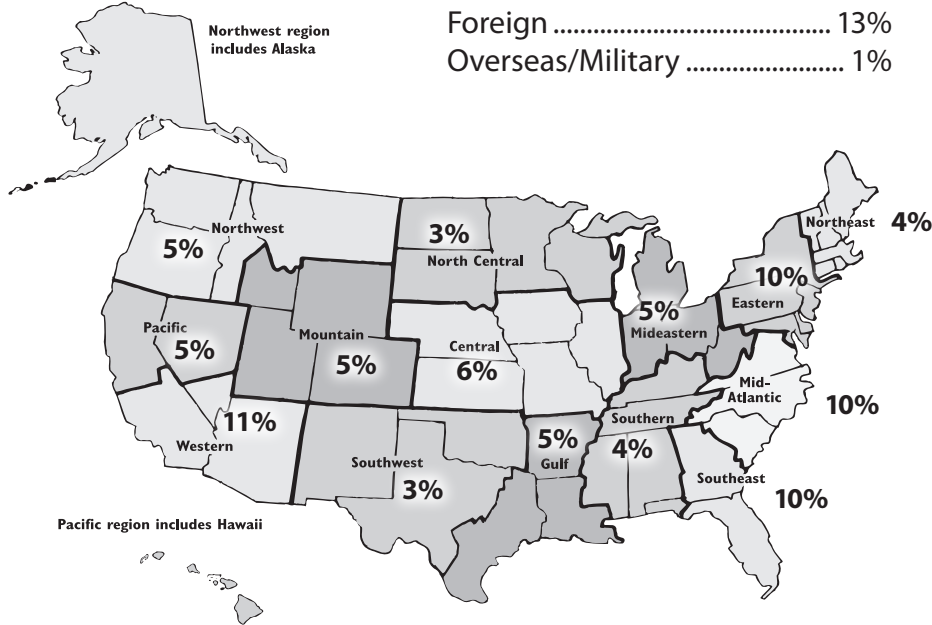 Northwest region
includes Alaska
Foreign .................................. 13%
Overseas/Military ................... 1%
Northwest
5%
3%
North Central
Northeast 4%
10%
Eastern
5%
Mideastern
Pacific
5%
Mountain
5%
Central
6%
Mid-
Atlantic
10%
11%
Western
Southwest
3%
5%
Gulf
Southern
4%
Southeast
10%
Pacific region includes Hawaii